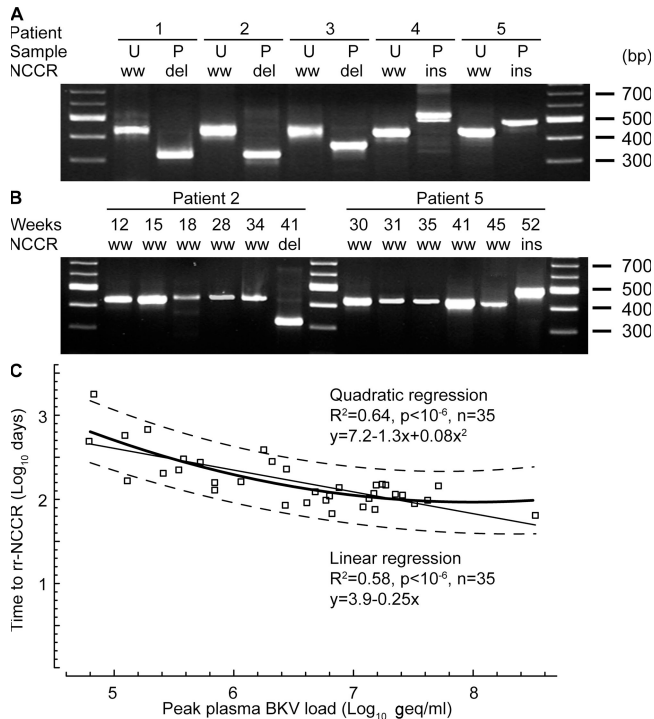 A
Patient 1 2 3 4 5
Sample U P U P U P U P U P (bp)
NCCR ww del ww del ww del ww ins ww ins
700
500
400
300
B
Patient 2 Patient 5
Weeks 12 15 18 28 34 41 30 31 35 41 45 52
NCCR ww ww ww ww ww del ww ww ww ww ww ins
700
500
400
300
C
Quadratic regression
R²=0.64, p<10⁻⁶, n=35
y=7.2-1.3x+0.08x²
Linear regression
R²=0.58, p<10⁻⁶, n=35
y=3.9-0.25x
Time to rr-NCCR (Log₁₀ days)
3
2
1
5 6 7 8
Peak plasma BKV load (Log₁₀ geq/ml)